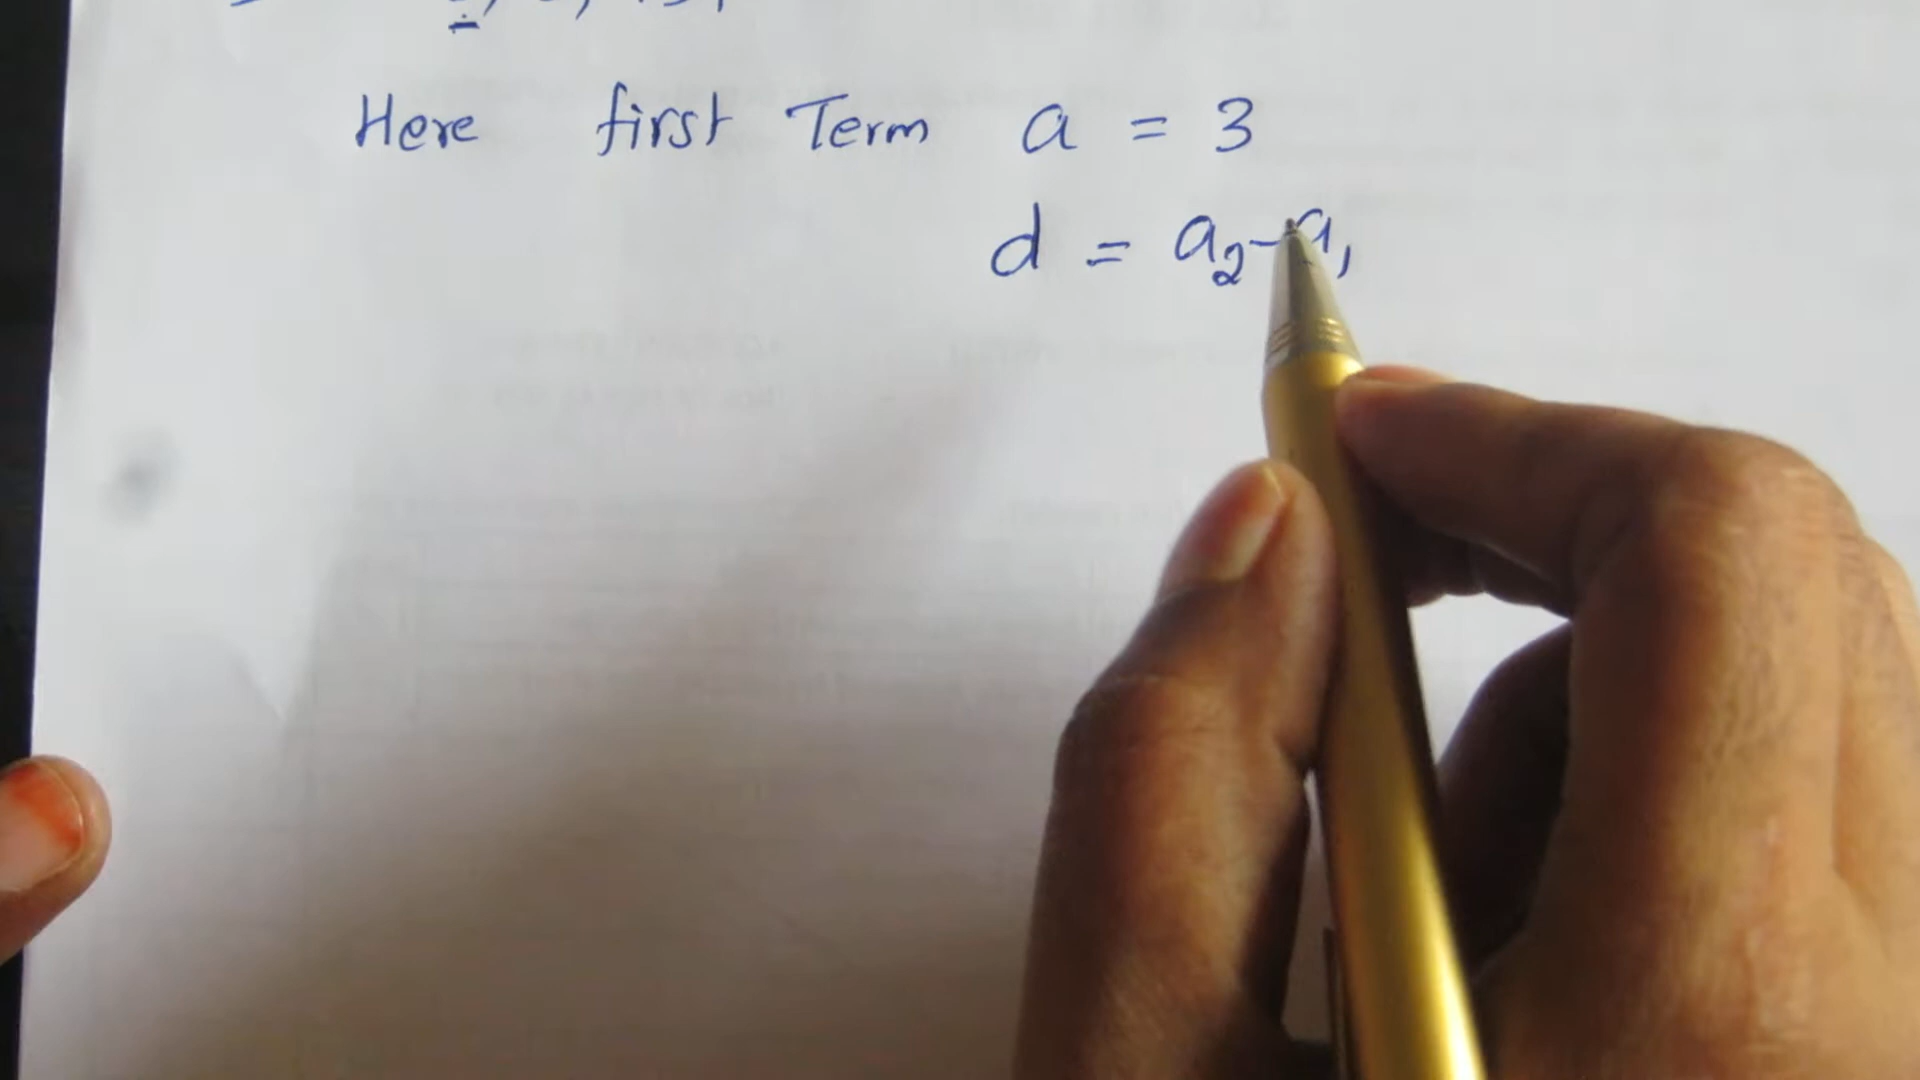 Here first Term a = 3
d = a₂-a₁